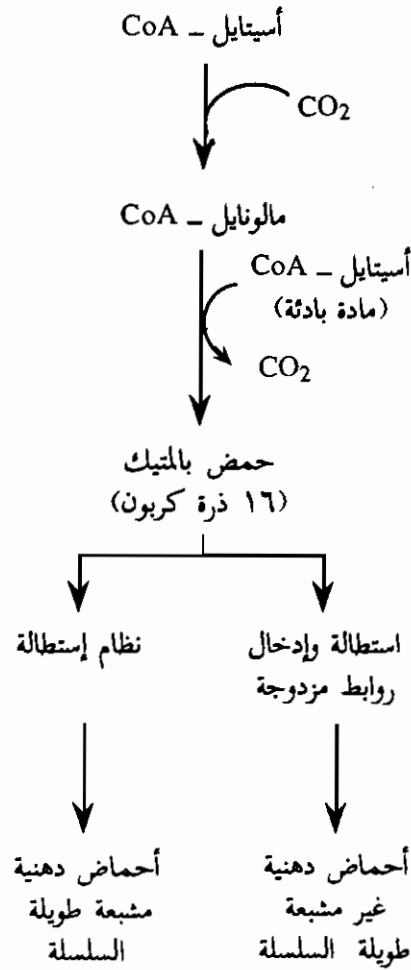 أسيتايل – CoA
CO₂
مالونايل – CoA
أسيتايل – CoA
(مادة بادئة)
CO₂
حمض بالمتيك
(١٦ ذرة كربون)
استطالة وإدخال
روابط مزدوجة
نظام إستطالة
أحماض دهنية
غير مشبعة
طويلة السلسلة
أحماض دهنية
مشبعة طويلة
السلسلة